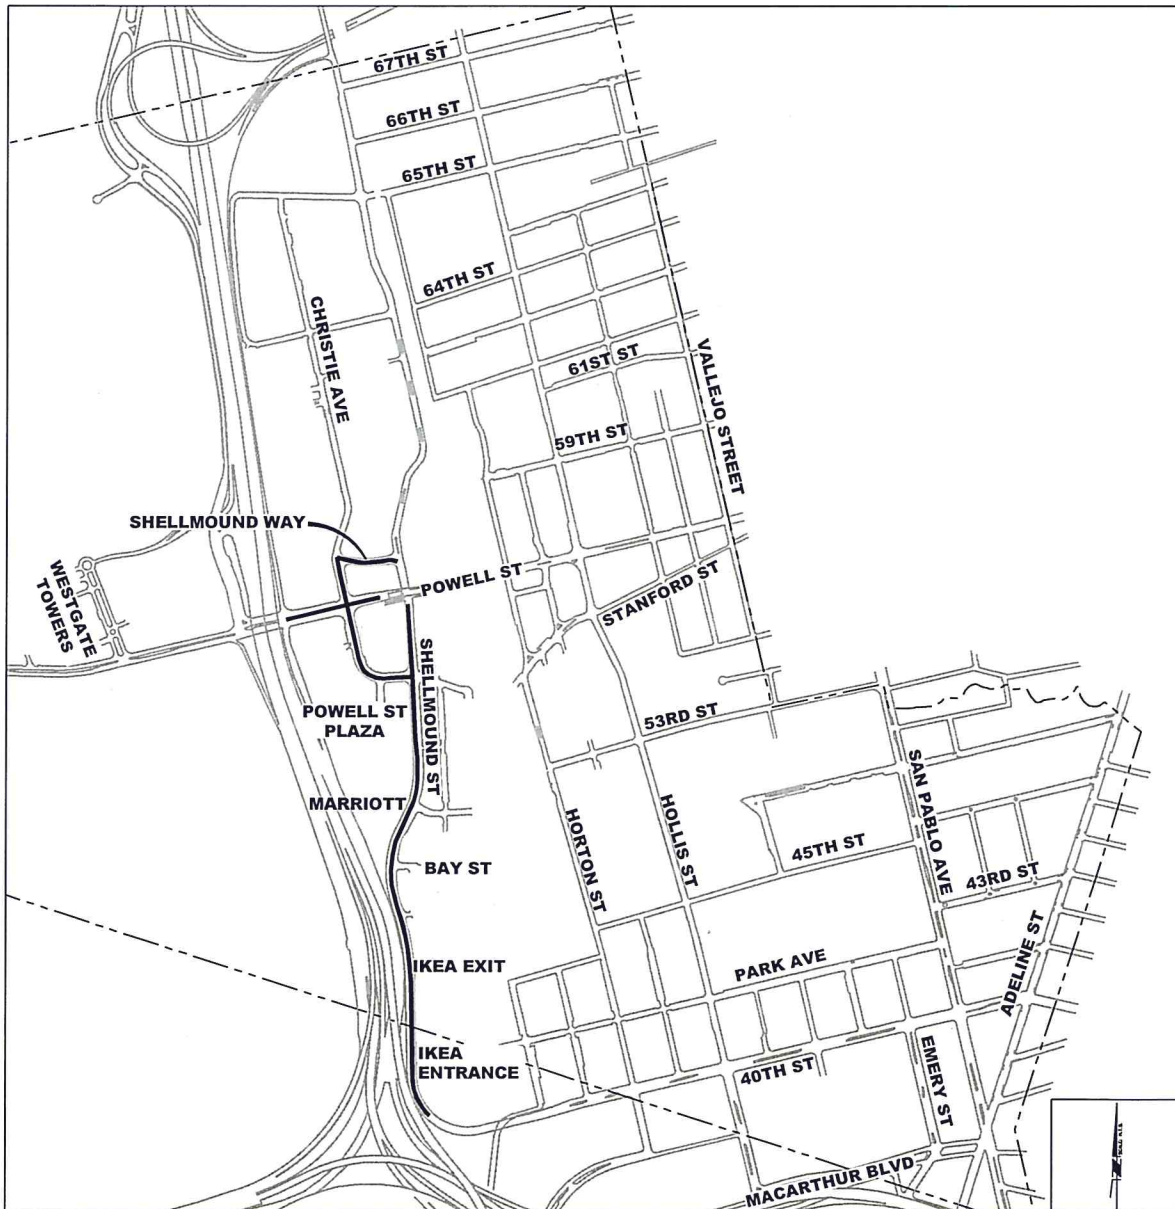 67TH ST
66TH ST
65TH ST
64TH ST
CHRISTIE AVE
61ST ST
VALLEJO STREET
59TH ST
SHELLMOUND WAY
POWELL ST
STANFORD ST
WESTGATE
TOWERS
SHELLMOUND ST
POWELL ST
PLAZA
53RD ST
MARRIOTT
SAN PABLO AVE
HORTON ST
HOLLIS ST
45TH ST
BAY ST
43RD ST
IKEA EXIT
PARK AVE
ADELINE ST
IKEA
ENTRANCE
40TH ST
EMERY ST
MACARTHUR BLVD